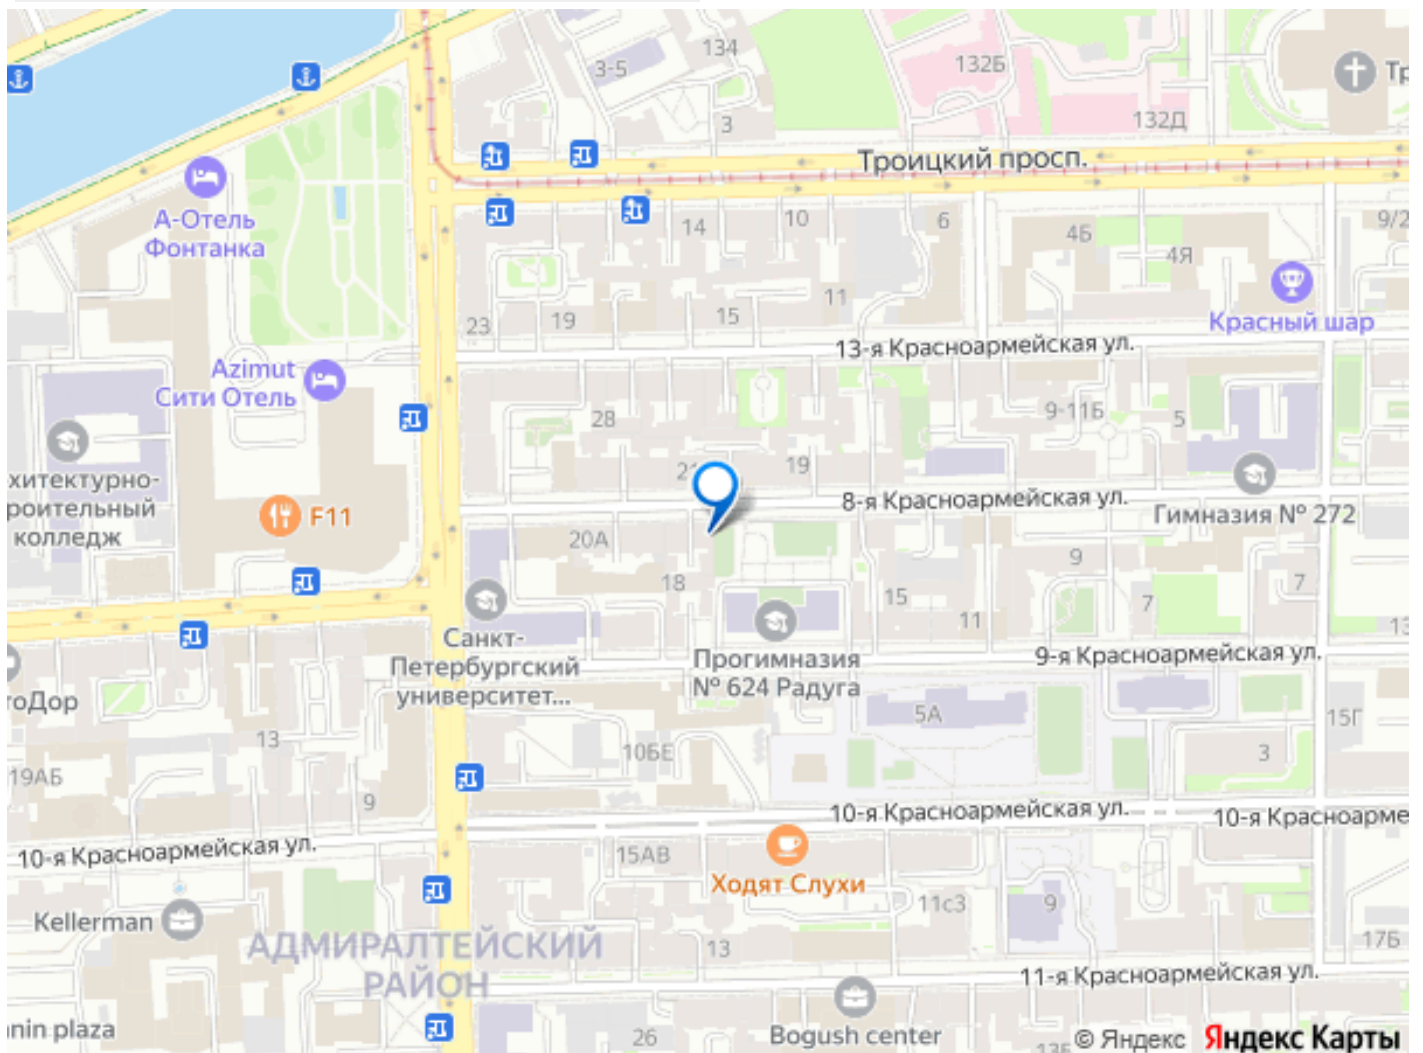 134
3-5
132Б
Тр
3
132Д
Троицкий просп.
А-Отель
Фонтанка
14
10
6
4Б
9/2
4Я
11
23
19
15
Красный шар
13-я Красноармейская ул.
Azimut
Сити Отель
28
9-11Б
5
хитектурно-
роительный
колледж
19
8-я Красноармейская ул.
F11
Гимназия № 272
20А
18
9
7
15
7
11
13
Санкт-
Петербургский
университет...
Прогимназия
№ 624 Радуга
9-я Красноармейская ул.
гоДор
5А
15Г
13
10БЕ
3
19АБ
9
10-я Красноармейская ул.
10-я Красноарме
10-я Красноармейская ул.
15АВ
Ходят Слухи
11с3
9
Kellerman
АДМИРАЛТЕЙСКИЙ
РАЙОН
13
17Б
11-я Красноармейская ул.
nin plaza
26
Bogush center
© Яндекс Яндекс Карты